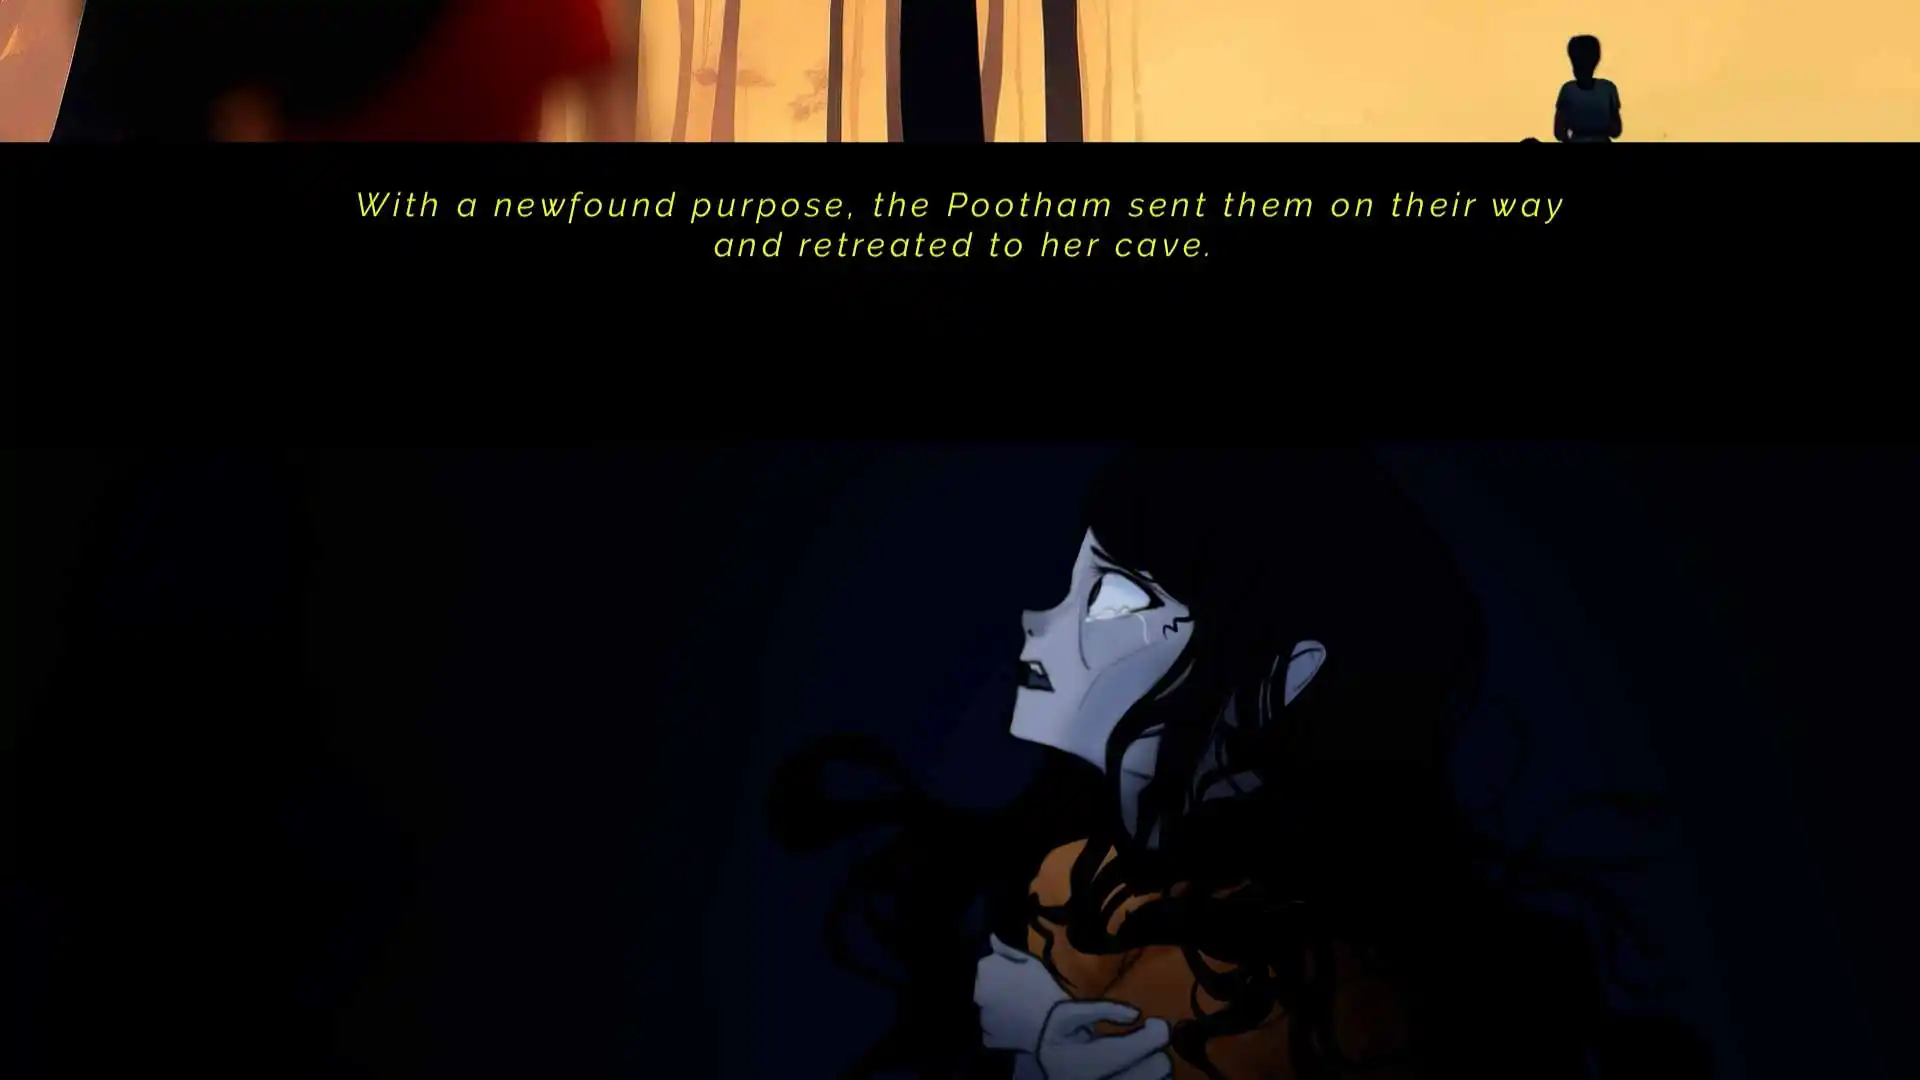 With a newfound purpose, the Pootham sent them on their way
and retreated to her cave.